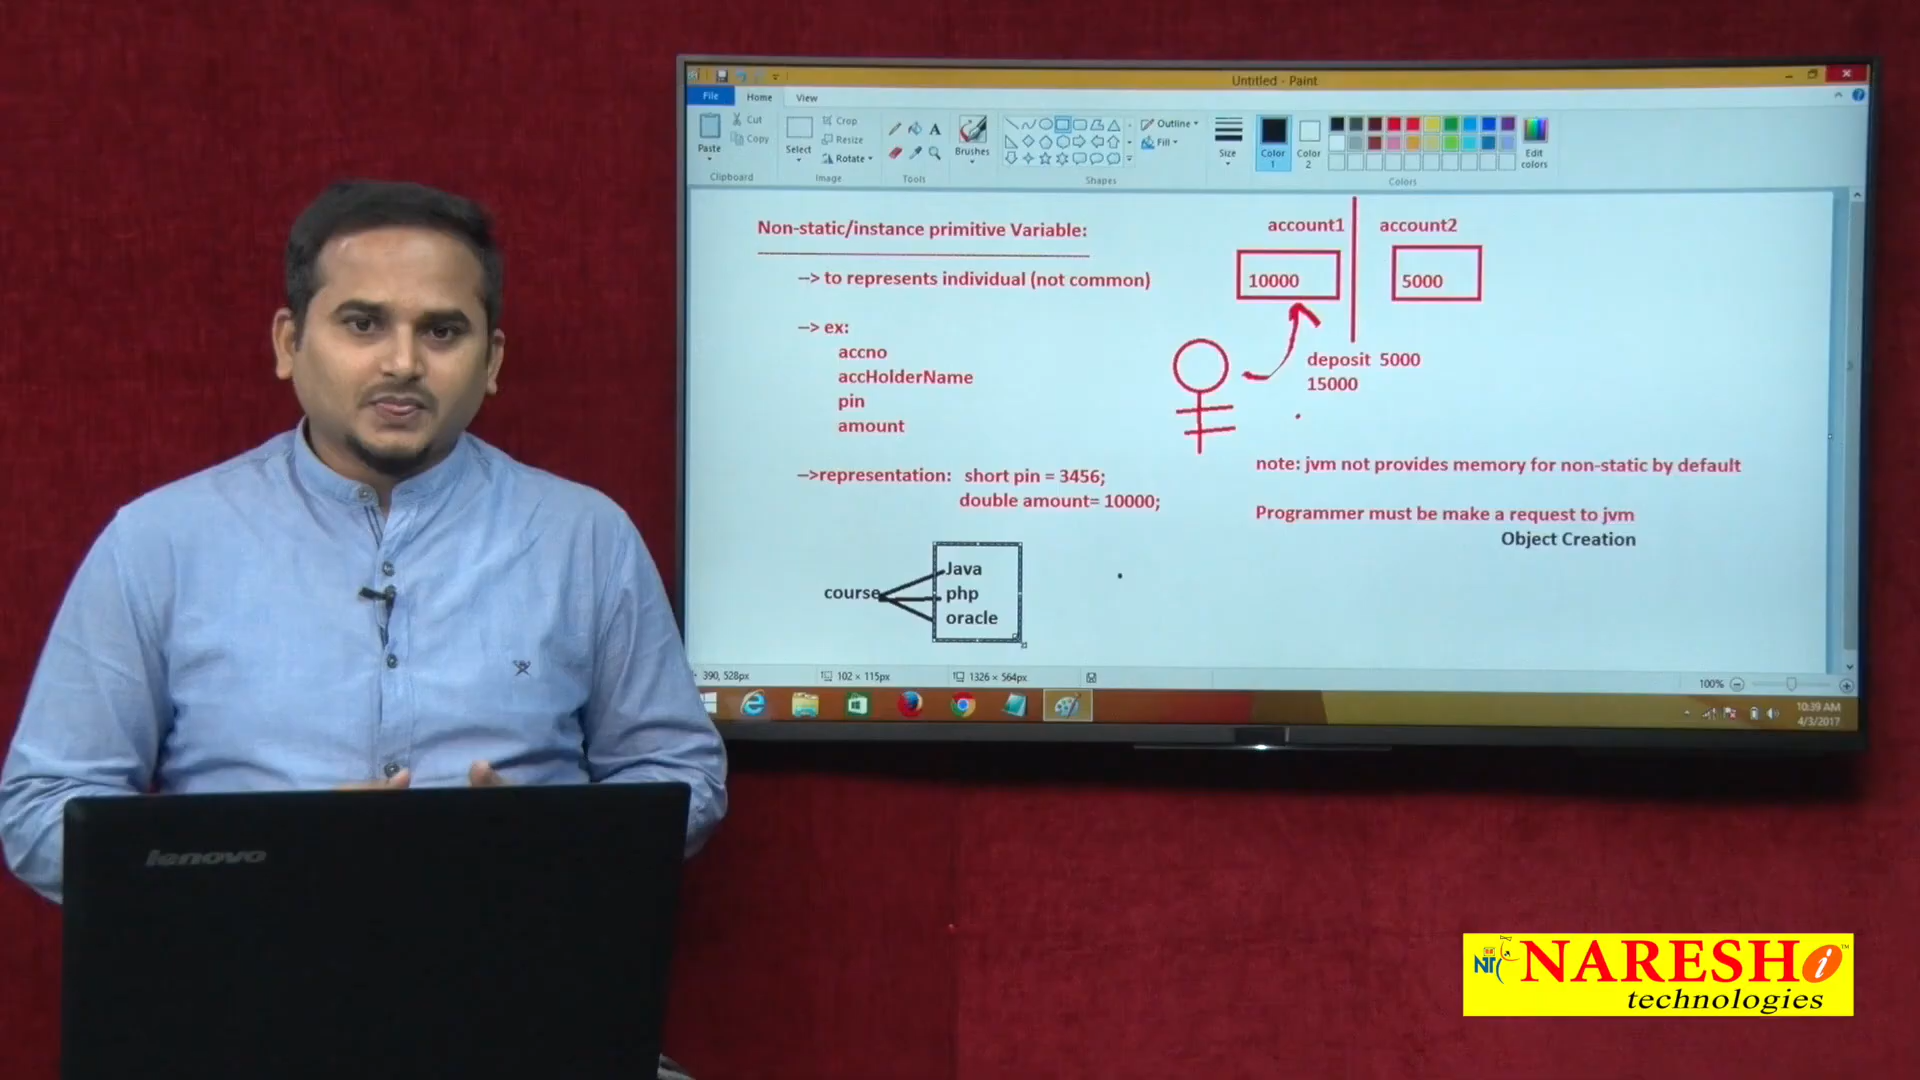 Untitled - Paint
File Home View
Paste
Cut
Copy
Clipboard
Select
Crop
Resize
Rotate
Image
Tools
Brushes
Shapes
Outline
Fill
Size
Color 1
Color 2
Edit colors
Colors
Non-static/instance primitive Variable:
--> to represents individual (not common)
--> ex:
accno
accHolderName
pin
amount
-->representation: short pin = 3456;
double amount= 10000;
course
Java
php
oracle
account1 account2
10000 5000
deposit 5000
15000
note: jvm not provides memory for non-static by default
Programmer must be make a request to jvm
Object Creation
390, 528px 102 × 115px 1326 × 564px 100%
10:39 AM
4/3/2017
lenovo
NT
NARESH i ™
technologies